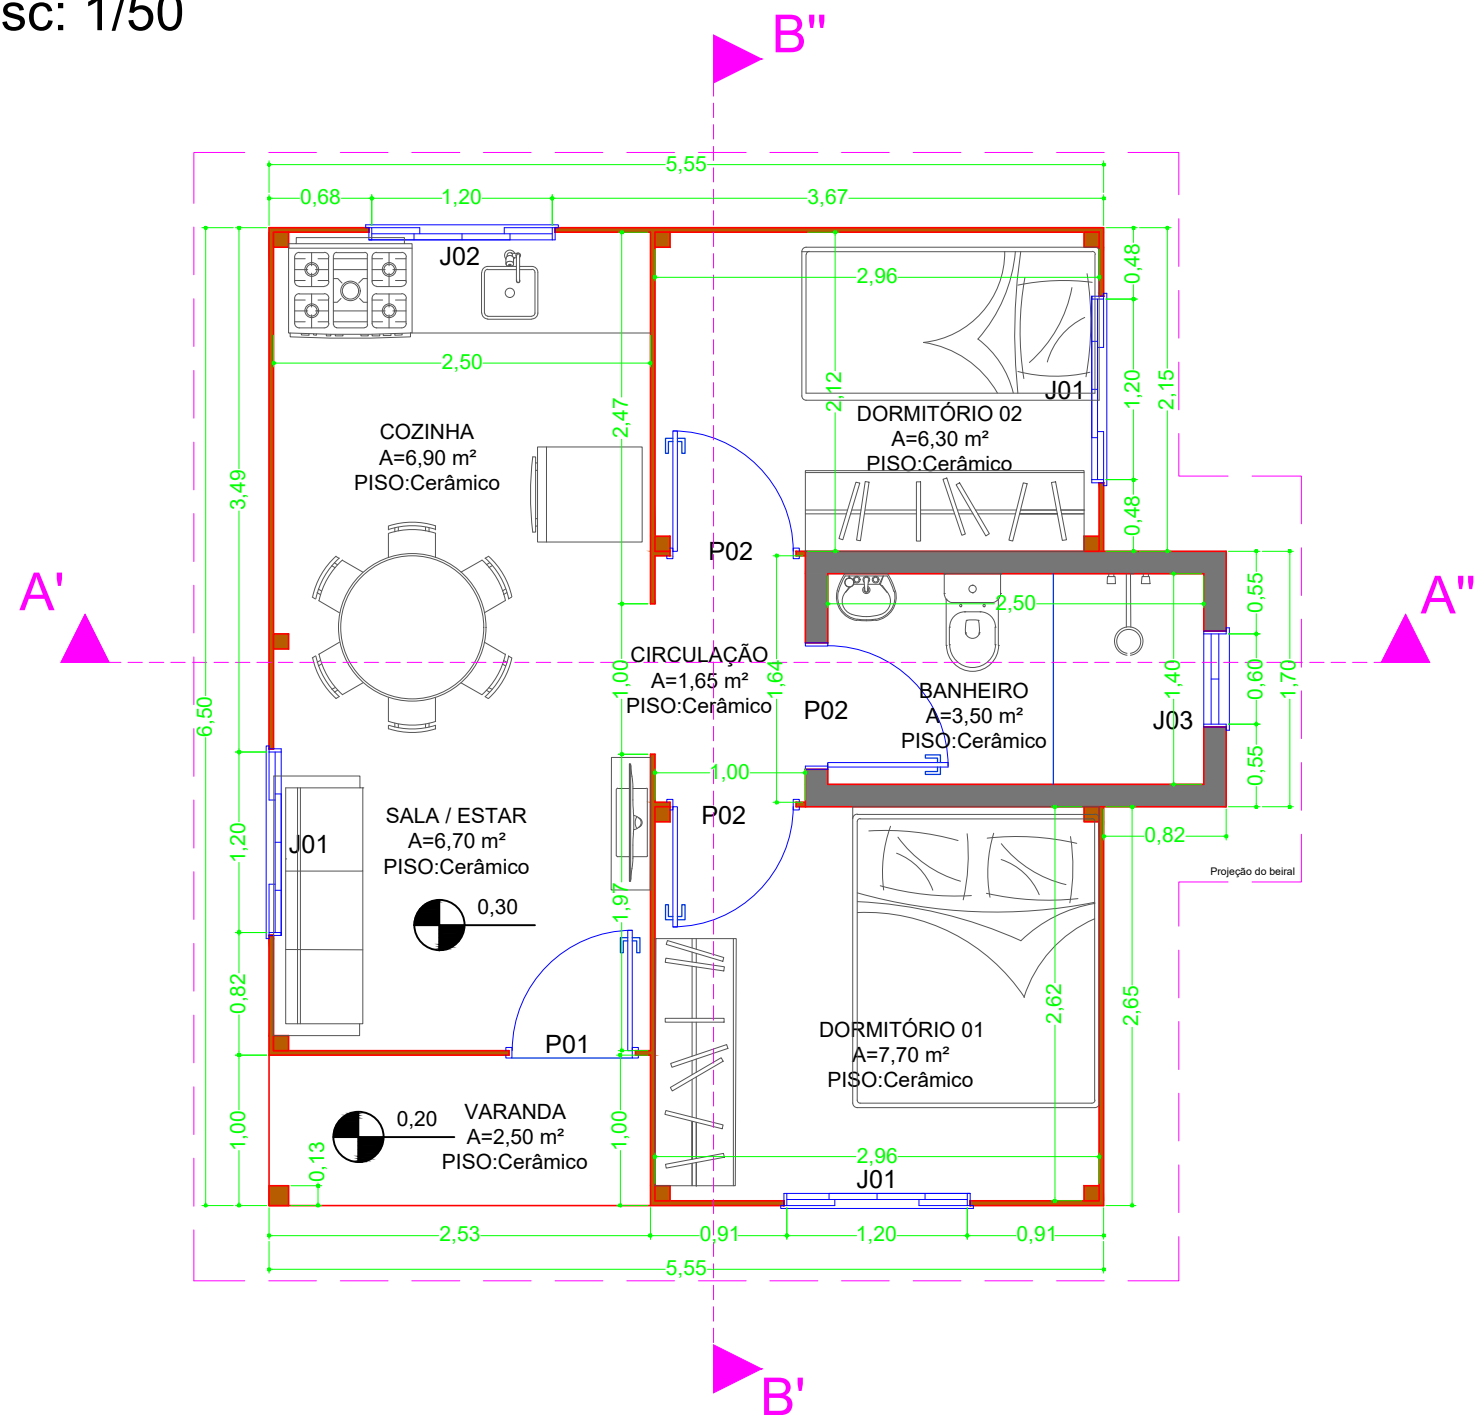 sc: 1/50
B''
5,55
0,68
1,20
3,67
J02
2,96
0,48
2,50
2,12
J01
1,20
2,15
DORMITÓRIO 02
A=6,30 m²
PISO:Cerâmico
2,47
COZINHA
A=6,90 m²
PISO:Cerâmico
3,49
0,48
P02
A'
A''
2,50
0,55
CIRCULAÇÃO
A=1,65 m²
PISO:Cerâmico
1,00
1,64
BANHEIRO
A=3,50 m²
PISO:Cerâmico
P02
1,40
0,60
1,70
J03
6,50
1,00
0,55
P02
SALA / ESTAR
A=6,70 m²
PISO:Cerâmico
J01
1,20
0,82
Projeção do beiral
1,97
0,30
0,82
2,62
2,65
P01
DORMITÓRIO 01
A=7,70 m²
PISO:Cerâmico
VARANDA
A=2,50 m²
PISO:Cerâmico
0,20
1,00
1,00
0,13
2,96
J01
2,53
0,91
1,20
0,91
5,55
B'